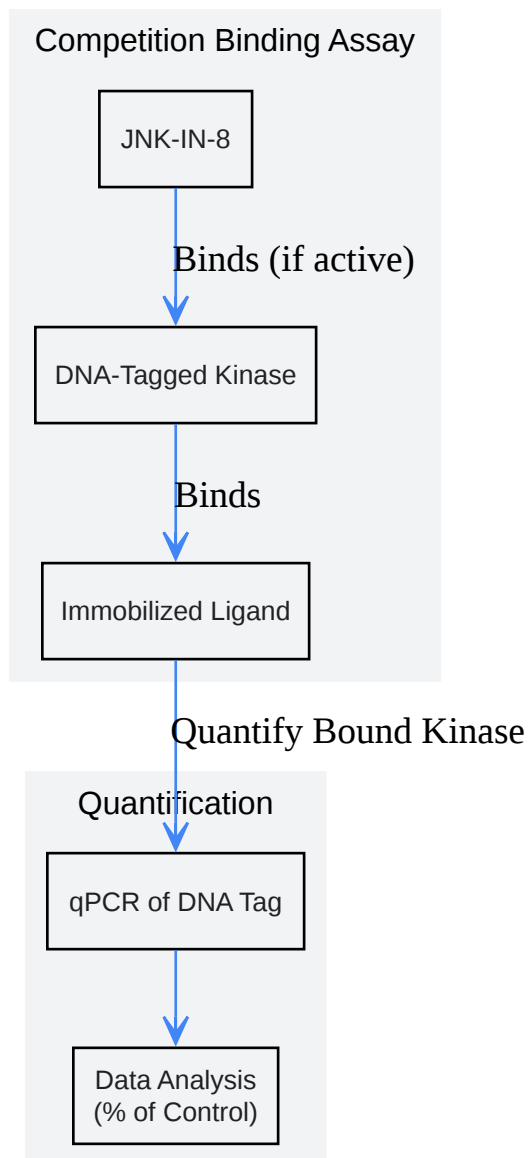 Competition Binding Assay
JNK-IN-8
Binds (if active)
DNA-Tagged Kinase
Binds
Immobilized Ligand
Quantify Bound Kinase
Quantification
qPCR of DNA Tag
Data Analysis
(% of Control)